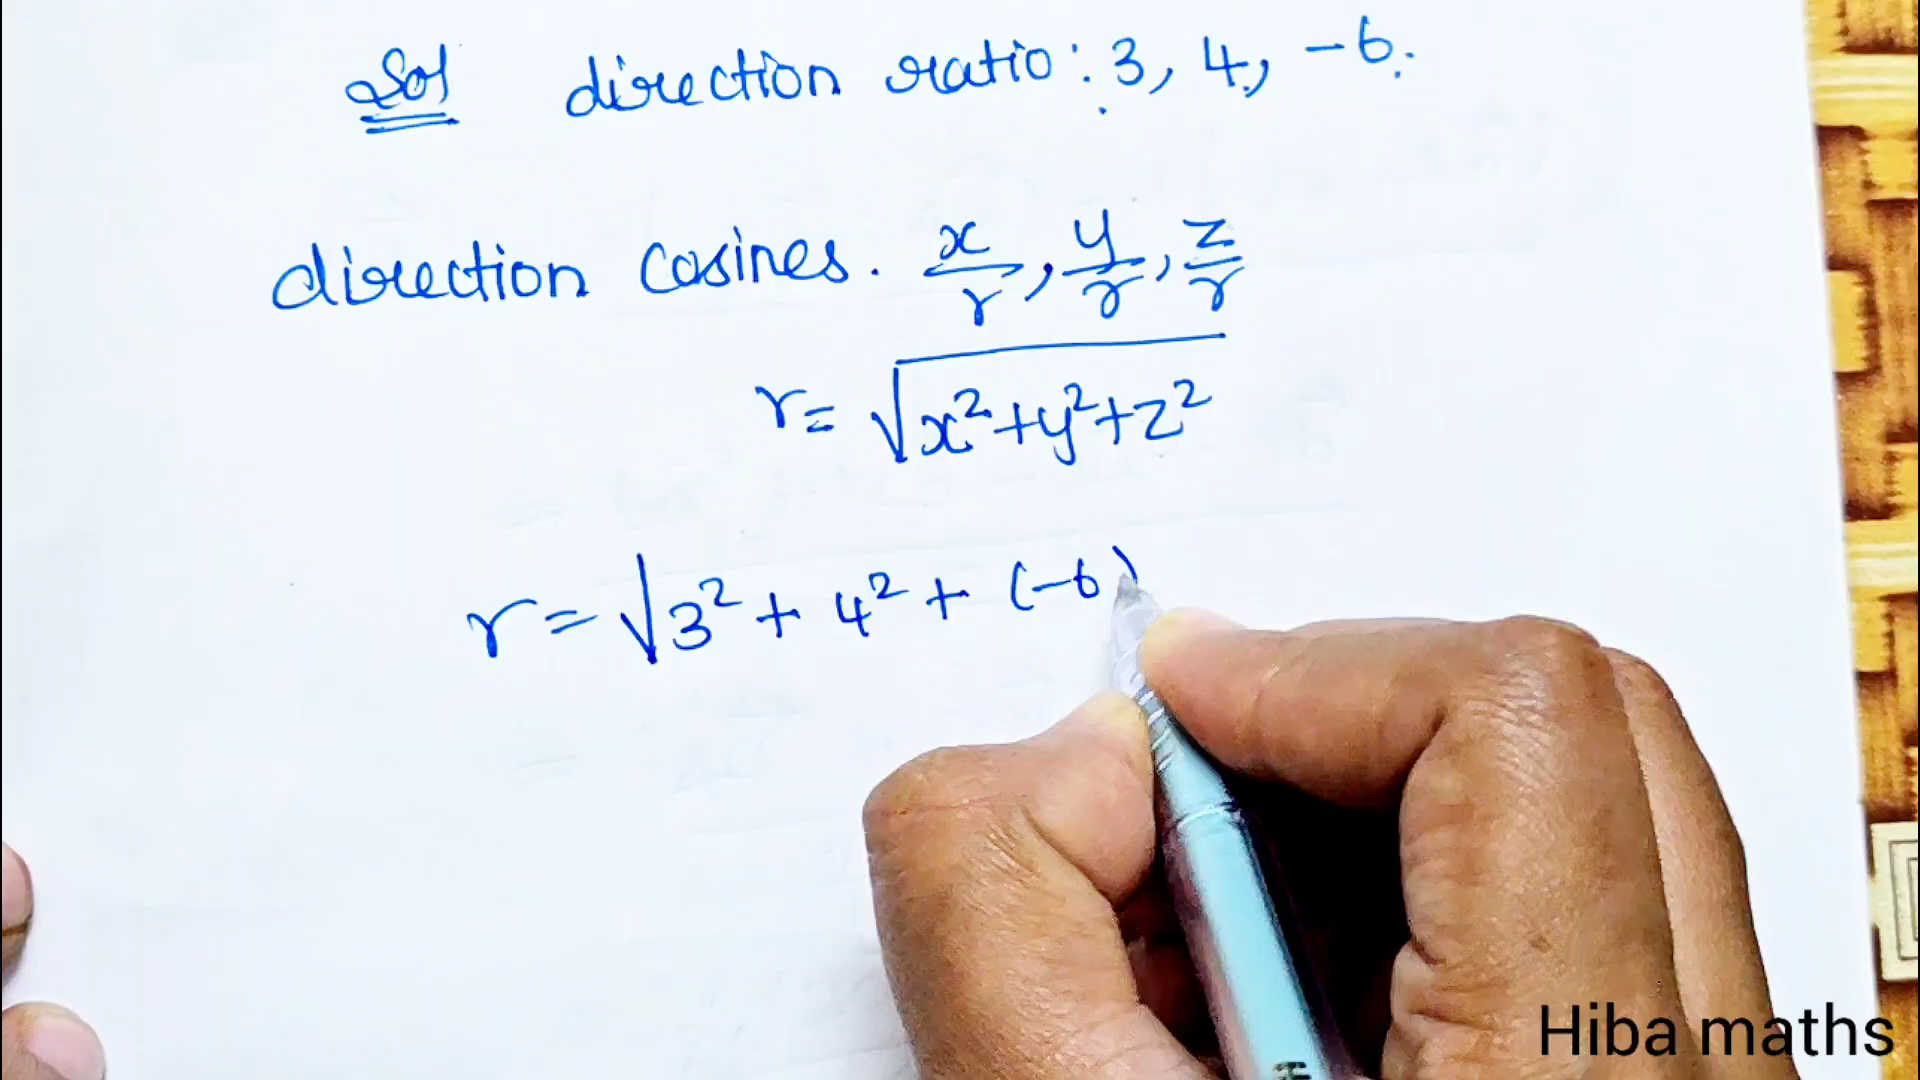 Sol direction ratio: 3, 4, -6.
direction cosines. x/r, y/r, z/r
r = √x²+y²+z²
r = √3² + 4² + (-6)
Hiba maths